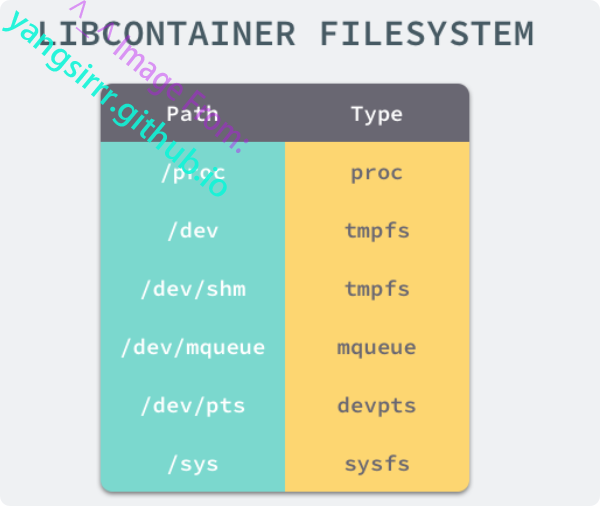 LIBCONTAINER FILESYSTEM
^_^ Image From:
yangsirrr.github.io
Path Type
/proc proc
/dev tmpfs
/dev/shm tmpfs
/dev/mqueue mqueue
/dev/pts devpts
/sys sysfs